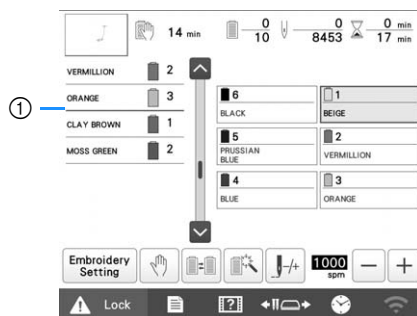 14 min
0
10
0
8453
0 min
17 min
VERMILLION 2
ORANGE 3
CLAY BROWN 1
MOSS GREEN 2
1
6
BLACK
1
BEIGE
5
PRUSSIAN
BLUE
2
VERMILLION
4
BLUE
3
ORANGE
Embroidery
Setting
1000
spm
Lock